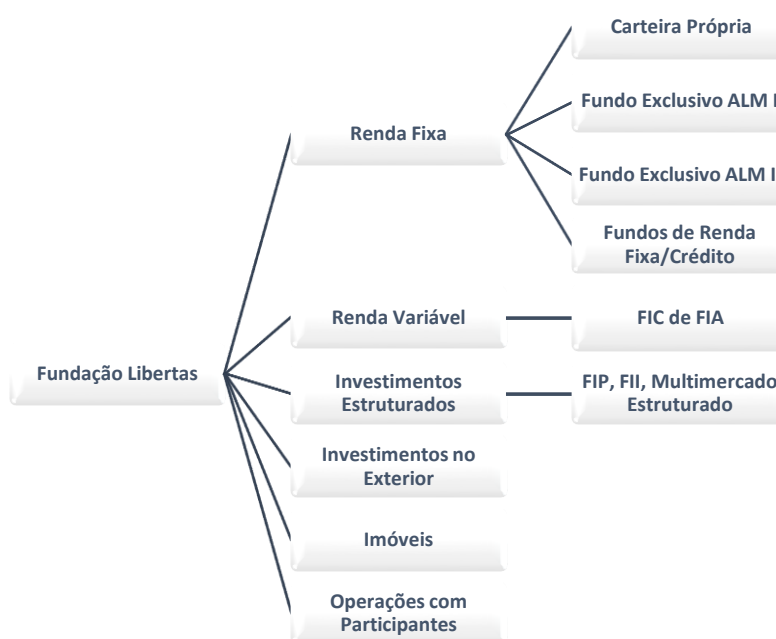 Carteira Própria
Fundo Exclusivo ALM I
Renda Fixa
Fundo Exclusivo ALM I
Fundos de Renda
Fixa/Crédito
Renda Variável
FIC de FIA
Fundação Libertas
Investimentos
Estruturados
FIP, FII, Multimercado
Estruturado
Investimentos no
Exterior
Imóveis
Operações com
Participantes